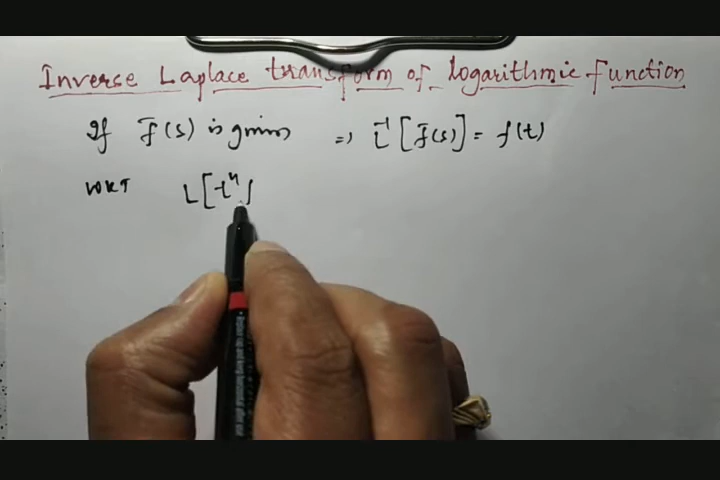 Inverse Laplace transform of logarithmic Function
If f̄(s) is given ⇒ L⁻¹[f̄(s)] = f(t)
WKT L[tⁿ f